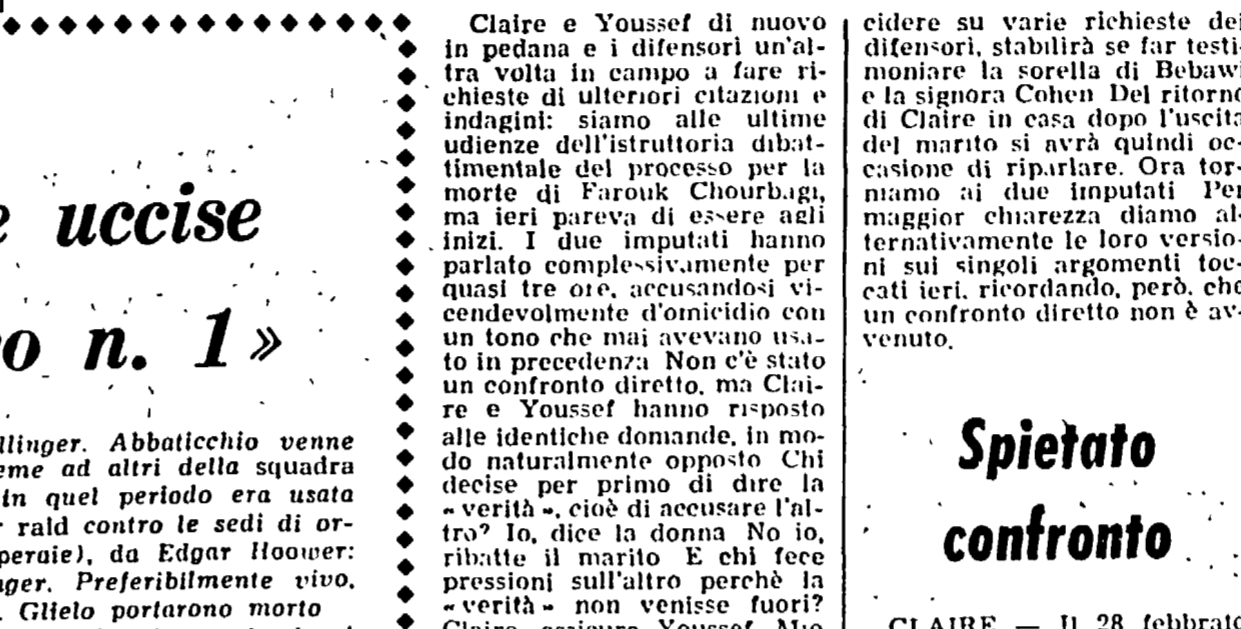 uccise
o n. 1»
llinger. Abbaticchio venne
eme ad altri della squadra
in quel periodo era usata
r raid contro le sedi di or-
peraie), da Edgar Hoower:
ger. Preferibilmente vivo.
. Glielo portarono morto
Claire e Youssef di nuovo
in pedana e i difensori un'al-
tra volta in campo a fare ri-
chieste di ulteriori citazioni e
indagini: siamo alle ultime
udienze dell'istruttoria dibat-
timentale del processo per la
morte di Farouk Chourbagi,
ma ieri pareva di essere agli
inizi. I due imputati hanno
parlato complessivamente per
quasi tre ore, accusandosi vi-
cendevolmente d'omicidio con
un tono che mai avevano usa-
to in precedenza Non c'è stato
un confronto diretto, ma Clai-
re e Youssef hanno risposto
alle identiche domande, in mo-
do naturalmente opposto Chi
decise per primo di dire la
« verità », cioè di accusare l'al-
tro? Io, dice la donna No io,
ribatte il marito E chi fece
pressioni sull'altro perchè la
« verità » non venisse fuori?
Claire, assicura Youssef
cidere su varie richieste dei
difensori, stabilirà se far testi-
moniare la sorella di Bebawi
e la signora Cohen Del ritorno
di Claire in casa dopo l'uscita
del marito si avrà quindi oc-
casione di riparlare. Ora tor-
niamo ai due imputati Per
maggior chiarezza diamo al-
ternativamente le loro versio-
ni sui singoli argomenti toc-
cati ieri, ricordando, però, che
un confronto diretto non è av-
venuto.
Spietato
confronto
CLAIRE — Il 28 febbraio